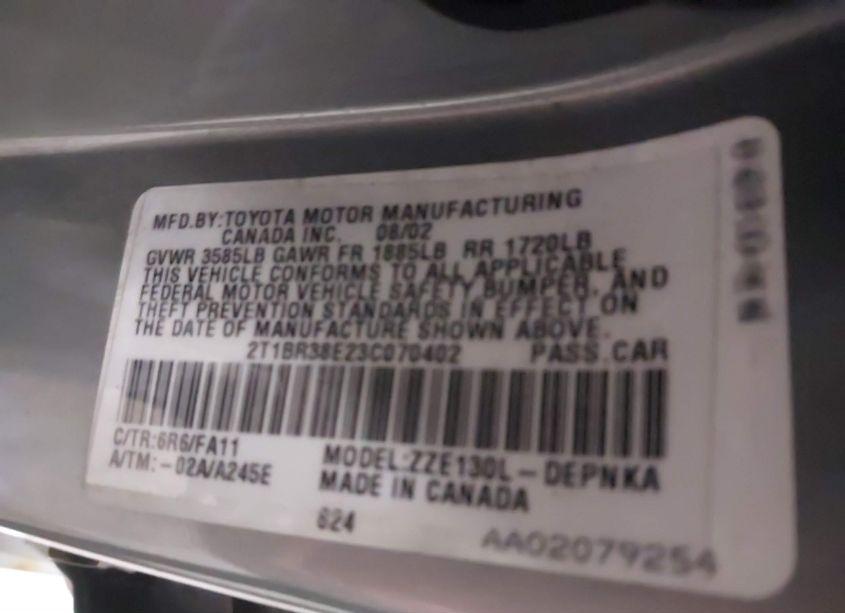 MFD.BY:TOYOTA MOTOR MANUFACTURING
CANADA INC. 08/02
GVWR 3585LB GAWR FR 1885LB RR 1720LB
THIS VEHICLE CONFORMS TO ALL APPLICABLE
FEDERAL MOTOR VEHICLE SAFETY BUMPER, AND
THEFT PREVENTION STANDARDS IN EFFECT ON
THE DATE OF MANUFACTURE SHOWN ABOVE.
2T1BR38E23C070402 PASS.CAR
C/TR:6R6/FA11
A/TM:-02A/A245E
MODEL:ZZE130L-DEPNKA
MADE IN CANADA
624
AA02079254